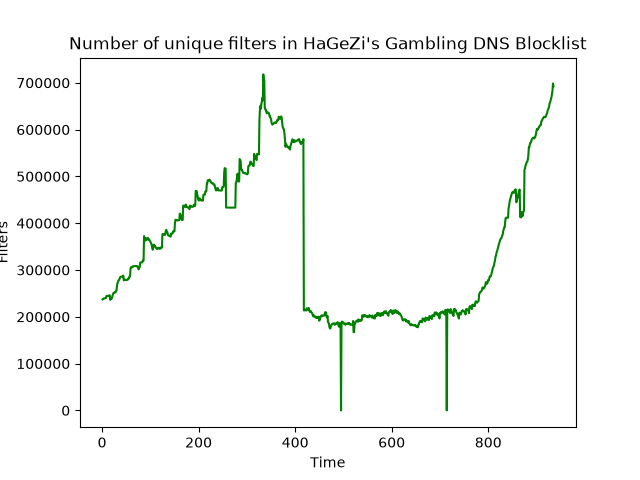 Number of unique filters in HaGeZi's Gambling DNS Blocklist
700000
600000
500000
400000
300000
200000
100000
0
Filters
0 200 400 600 800
Time